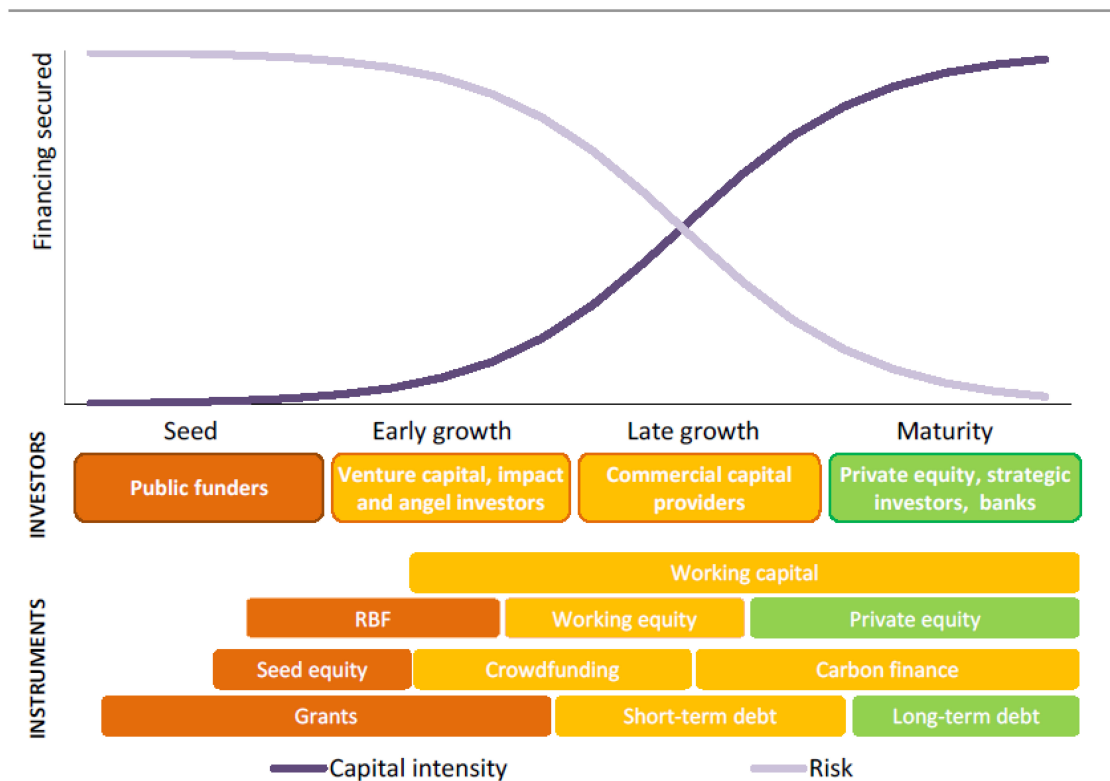 Financing secured
Seed
Early growth
Late growth
Maturity
INVESTORS
Public funders
Venture capital, impact
and angel investors
Commercial capital
providers
Private equity, strategic
investors, banks
INSTRUMENTS
Working capital
RBF
Working equity
Private equity
Seed equity
Crowdfunding
Carbon finance
Grants
Short-term debt
Long-term debt
Capital intensity
Risk